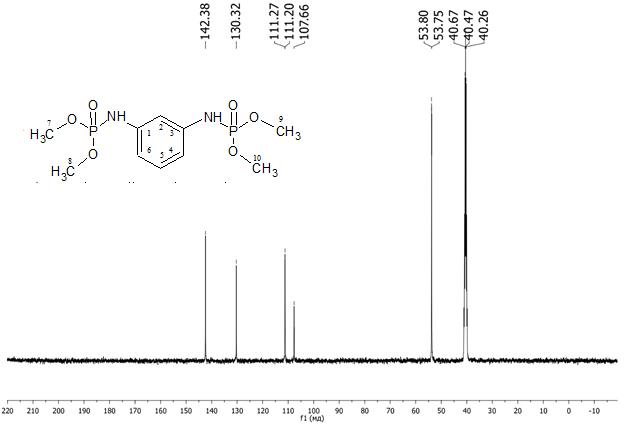 142.38 130.32 111.27 111.20 107.66 53.80 53.75 40.67 40.47 40.26
O O
NH NH
7 O P P O 9
H₃C 1 2 3 CH₃
O O
8 6 5 4 10
H₃C CH₃
220 210 200 190 180 170 160 150 140 130 120 110 100 90 80 70 60 50 40 30 20 10 0 -10
f1 (мд)